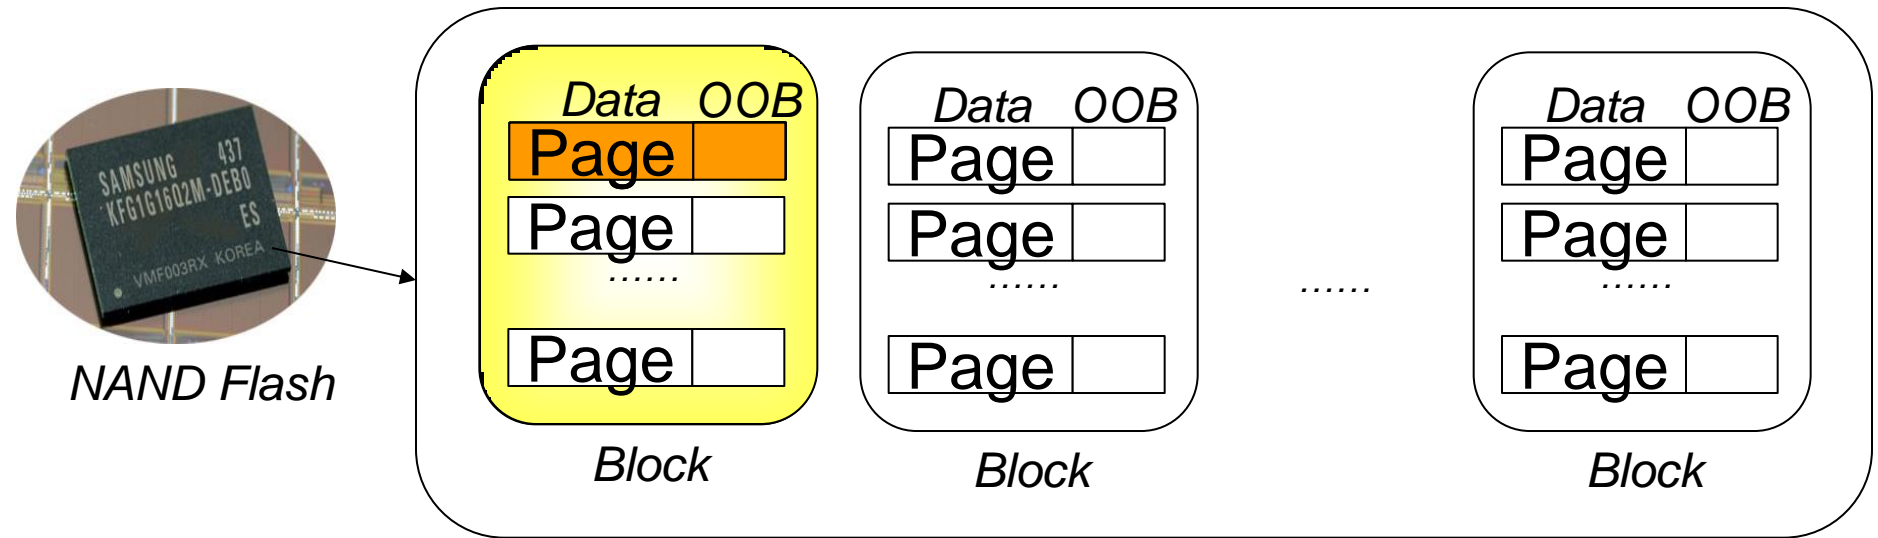 SAMSUNG 437
KFG1G16Q2M-DEB0
ES
VMF003RX KOREA
NAND Flash
Data OOB
Page
Page
......
Page
Block
Data OOB
Page
Page
......
Page
Block
......
Data OOB
Page
Page
......
Page
Block